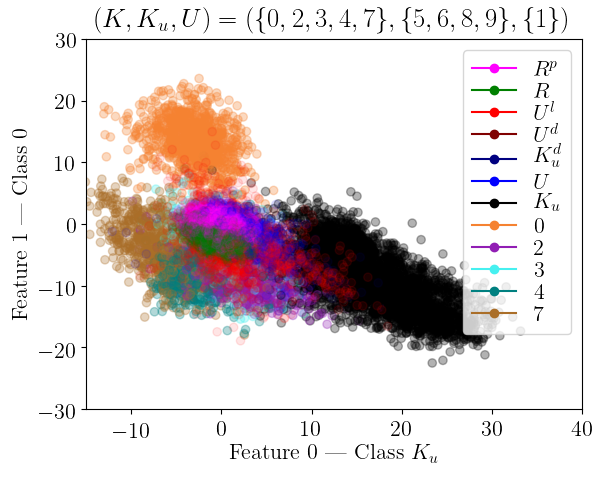 (K, K_u, U) = ({0, 2, 3, 4, 7}, {5, 6, 8, 9}, {1})
30
20
10
0
−10
−20
−30
Feature 1 — Class 0
R^p
R
U^l
U^d
K_u^d
U
K_u
0
2
3
4
7
−10
0
10
20
30
40
Feature 0 — Class K_u